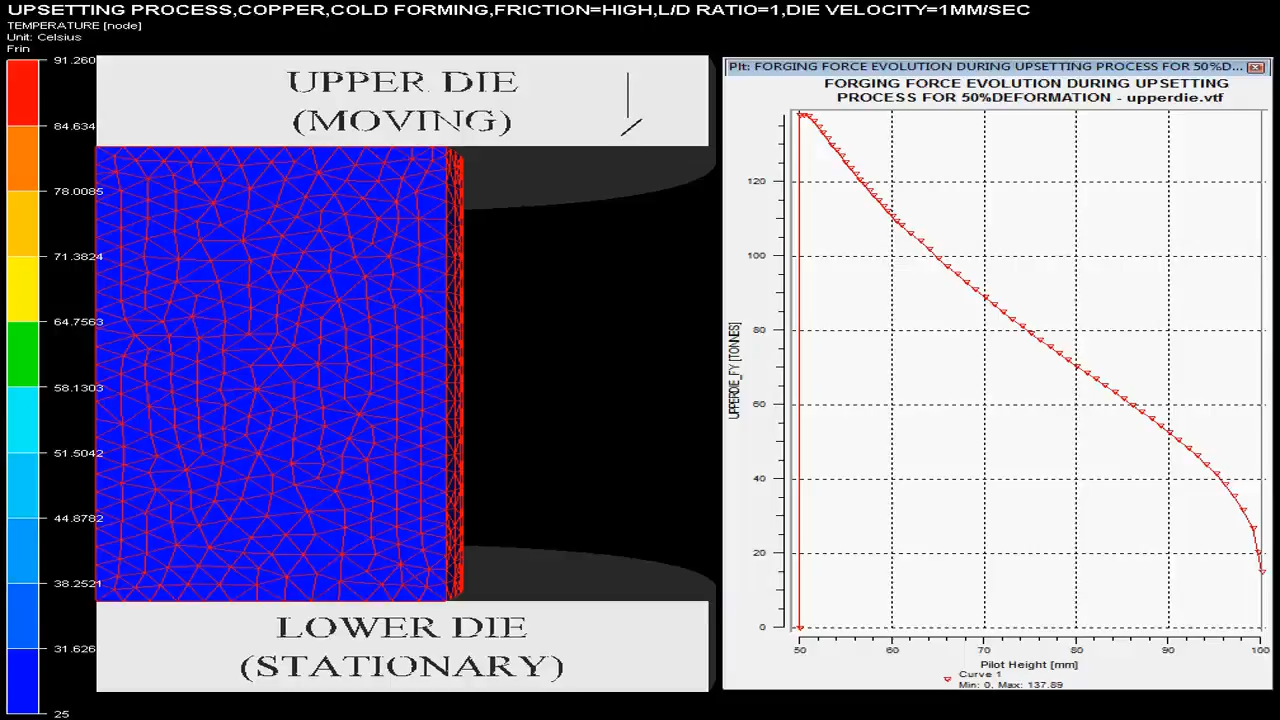 UPSETTING PROCESS,COPPER,COLD FORMING,FRICTION=HIGH,L/D RATIO=1,DIE VELOCITY=1MM/SEC
TEMPERATURE [node]
Unit: Celsius
Frin
91.260
84.634
78.0085
71.3824
64.7563
58.1303
51.5042
44.8782
38.2521
31.626
25
UPPER DIE
(MOVING)
LOWER DIE
(STATIONARY)
Plt: FORGING FORCE EVOLUTION DURING UPSETTING PROCESS FOR 50%D...
FORGING FORCE EVOLUTION DURING UPSETTING
PROCESS FOR 50%DEFORMATION - upperdie.vtf
UPPERDIE_FY [TONNES]
120
100
80
60
40
20
0
50 60 70 80 90 100
Pilot Height [mm]
Curve 1
Min: 0, Max: 137.89